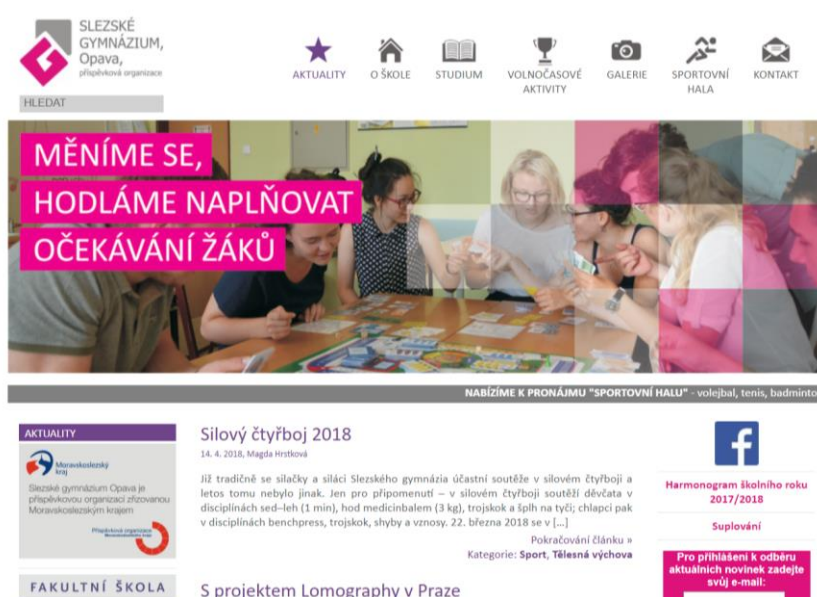 SLEZSKÉ
GYMNÁZIUM,
Opava,
příspěvková organizace
HLEDAT
AKTUALITY
O ŠKOLE
STUDIUM
VOLNOČASOVÉ
AKTIVITY
GALERIE
SPORTOVNÍ
HALA
KONTAKT
MĚNÍME SE,
HODLÁME NAPLŇOVAT
OČEKÁVÁNÍ ŽÁKŮ
NABÍZÍME K PRONÁJMU "SPORTOVNÍ HALU" - volejbal, tenis, badminto
AKTUALITY
Moravskoslezský
kraj
Slezské gymnázium Opava je
příspěvkovou organizací zřizovanou
Moravskoslezským krajem
Příspěvková organizace
Moravskoslezského kraje
FAKULTNÍ ŠKOLA
Silový čtyřboj 2018
14. 4. 2018, Magda Hrstková
Již tradičně se silačky a siláci Slezského gymnázia účastní soutěže v silovém čtyřboji a
letos tomu nebylo jinak. Jen pro připomenutí – v silovém čtyřboji soutěží děvčata v
disciplínách sed–leh (1 min), hod medicinbalem (3 kg), trojskok a šplh na tyči; chlapci pak
v disciplínách benchpress, trojskok, shyby a vznosy. 22. března 2018 se v [...]
Pokračování článku »
Kategorie: Sport, Tělesná výchova
S projektem Lomography v Praze
f
Harmonogram školního roku
2017/2018
Suplování
Pro přihlášení k odběru
aktuálních novinek zadejte
svůj e-mail: